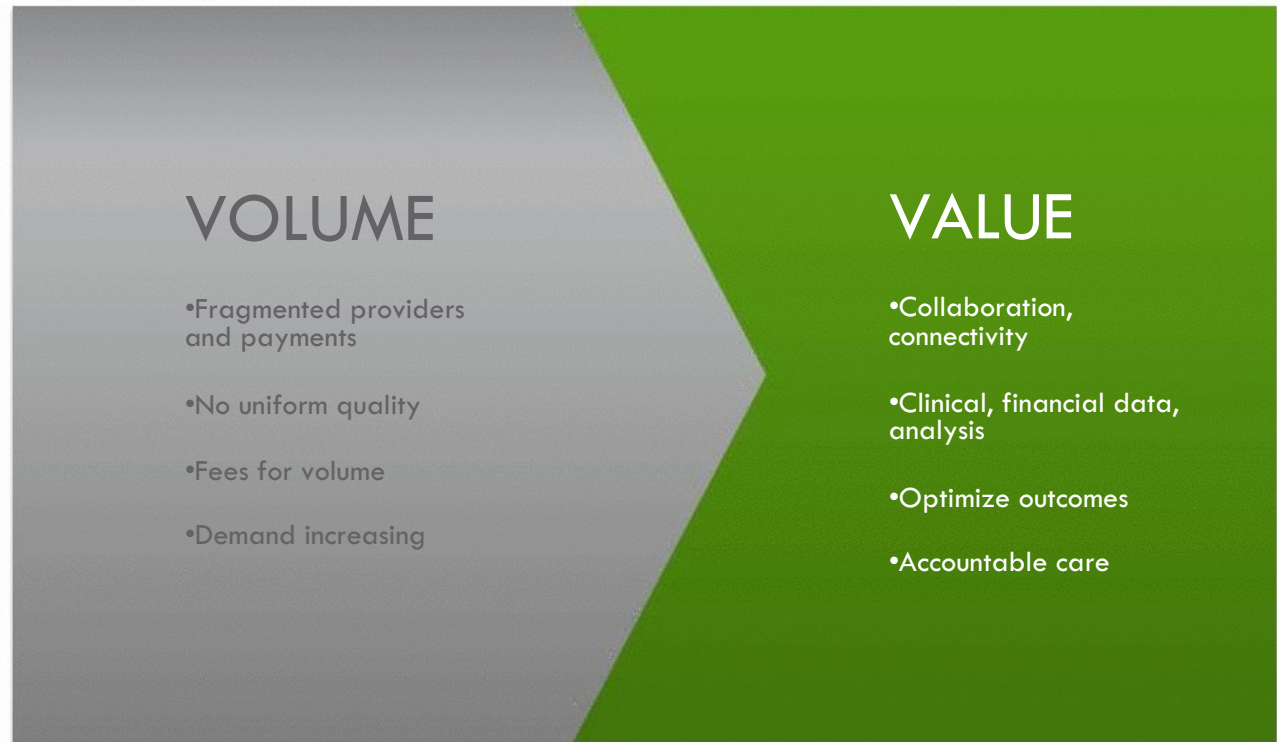 VOLUME
•Fragmented providers
and payments
•No uniform quality
•Fees for volume
•Demand increasing
VALUE
•Collaboration,
connectivity
•Clinical, financial data,
analysis
•Optimize outcomes
•Accountable care